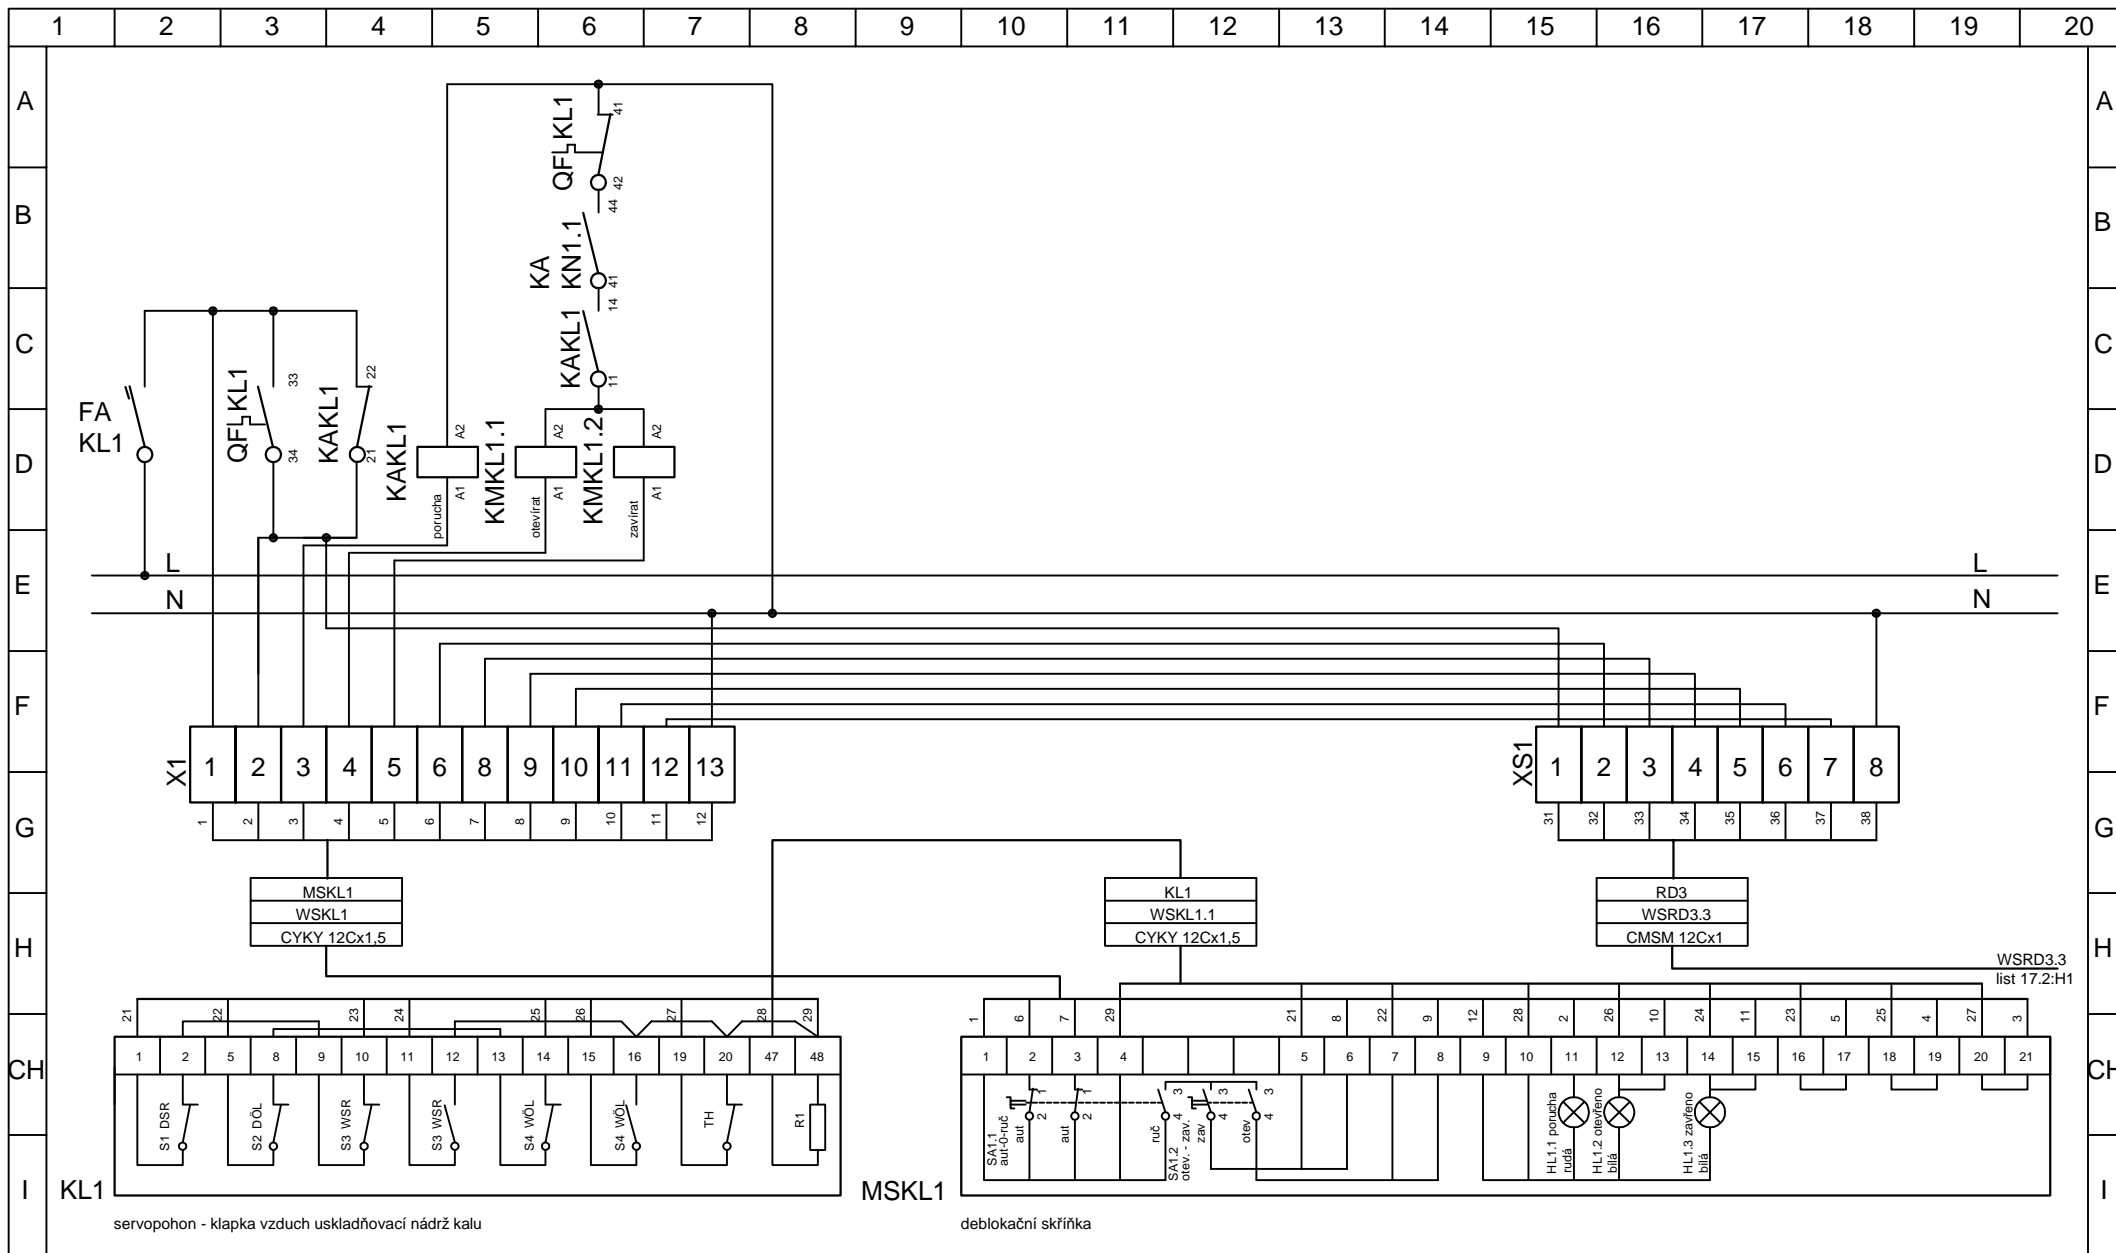 1 2 3 4 5 6 7 8 9 10 11 12 13 14 15 16 17 18 19 20
A A
B B
C C
D D
E E
F F
G G
H H
CH CH
I I
QF KL1
41
42
44
KA
KN1.1
41
14
KAKL1
11
FA
KL1
QF KL1
33
34
KAKL1
22
21
KAKL1
A2
A1
porucha
KMKL1.1
A2
A1
otevírat
KMKL1.2
A2
A1
zavírat
L L
N N
X1
1 2 3 4 5 6 8 9 10 11 12 13
1 2 3 4 5 6 7 8 9 10 11 12
XS1
1 2 3 4 5 6 7 8
31 32 33 34 35 36 37 38
MSKL1
WSKL1
CYKY 12Cx1,5
KL1
WSKL1.1
CYKY 12Cx1,5
RD3
WSRD3.3
CMSM 12Cx1
WSRD3.3
list 17.2:H1
21 22 23 24 25 26 27 28 29
1 2 5 8 9 10 11 12 13 14 15 16 19 20 47 48
S1 DSR
S2 DÖL
S3 WSR
S3 WSR
S4 WÖL
S4 WÖL
TH
R1
KL1
servopohon - klapka vzduch uskladňovací nádrž kalu
1 6 7 29 21 8 22 9 12 28 2 26 10 24 11 23 5 25 4 27 3
1 2 3 4 5 6 7 8 9 10 11 12 13 14 15 16 17 18 19 20 21
SA1.1
aut-0-ruč
aut
1
2
aut
1
2
ruč
3
4
SA1.2
otev. - zav.
zav
3
4
otev
3
4
HL1.1 porucha
rudá
HL1.2 otevřeno
bílá
HL1.3 zavřeno
bílá
MSKL1
deblokační skříňka